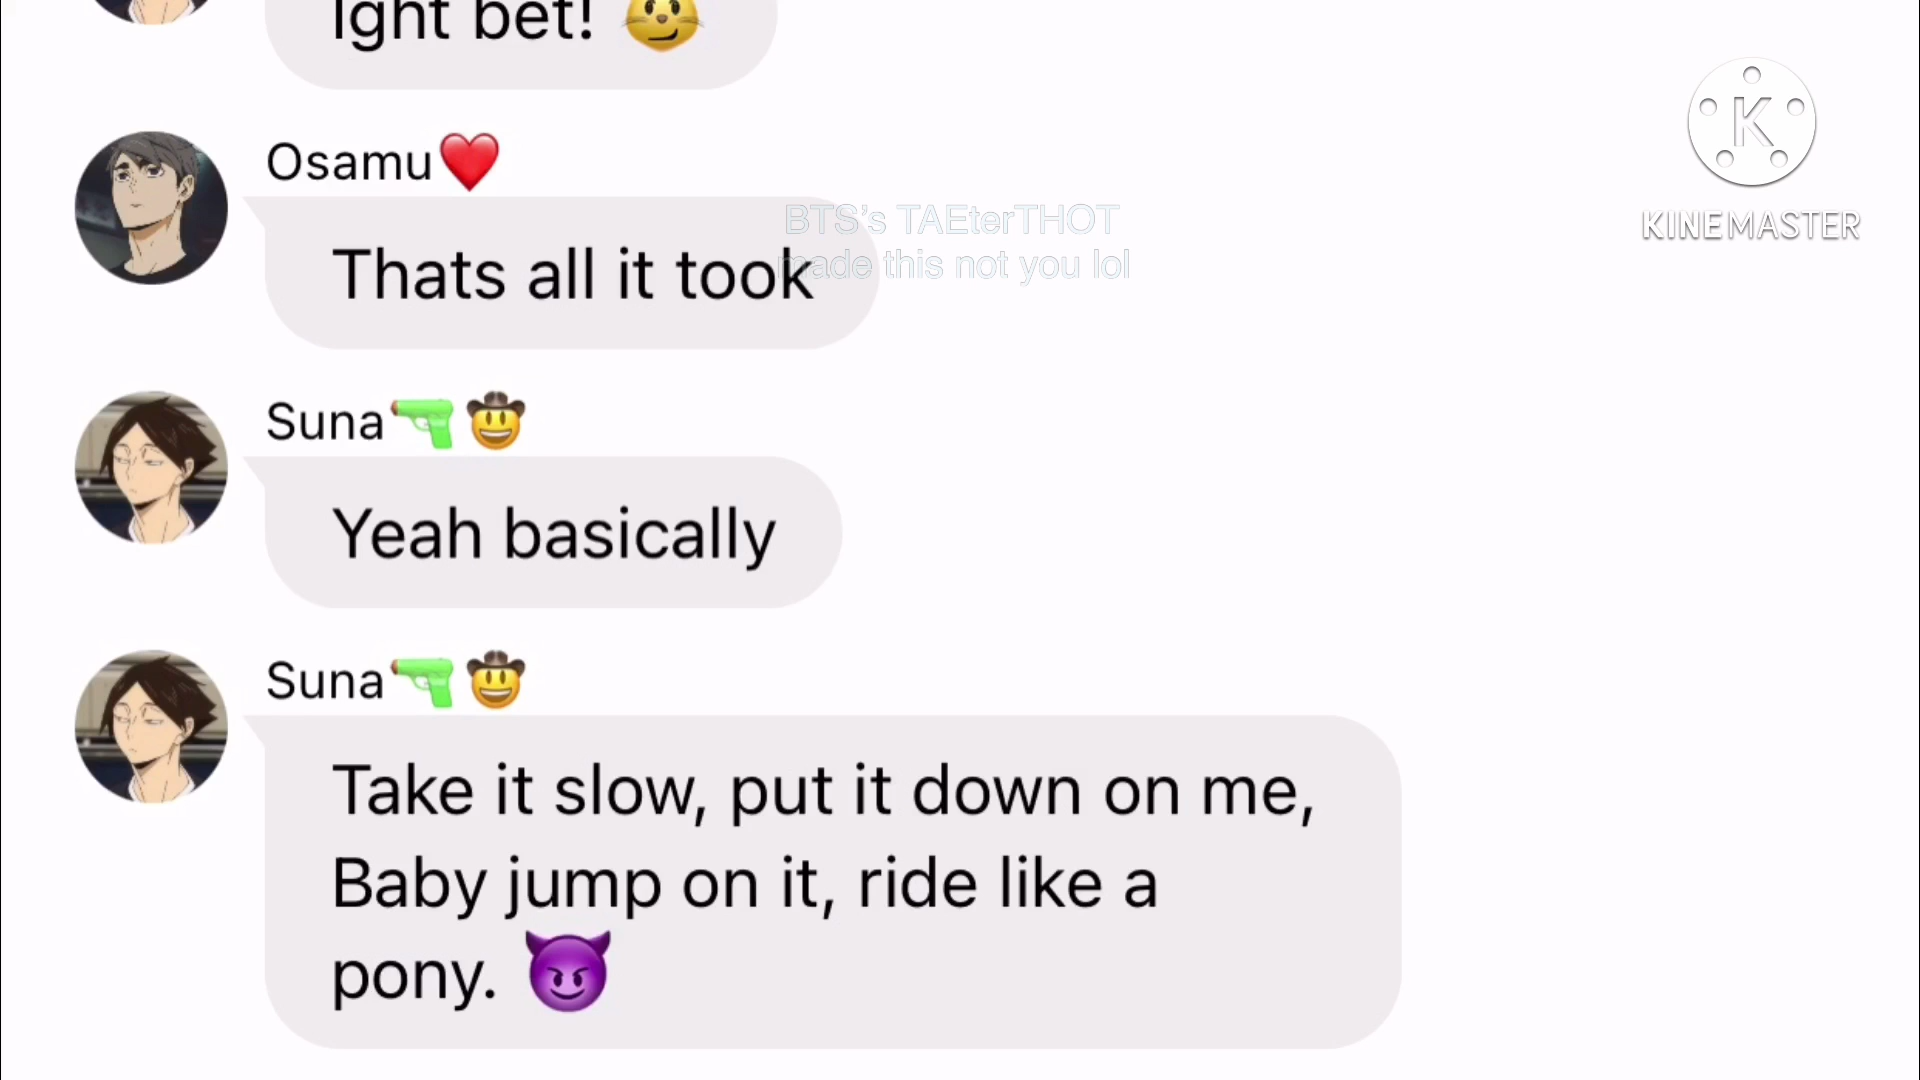 Ight bet! 😼
Osamu❤️
Thats all it took
BTS's TAEterTHOT
made this not you lol
Suna🔫🤠
Yeah basically
Suna🔫🤠
Take it slow, put it down on me,
Baby jump on it, ride like a
pony. 😈
K
KINEMASTER